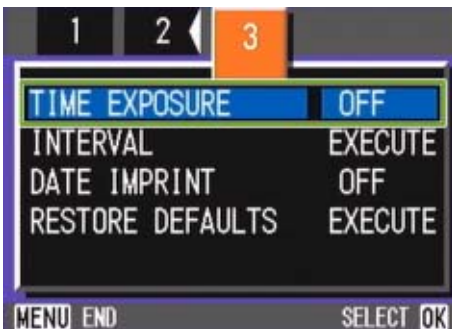 1 2 3
TIME EXPOSURE OFF
INTERVAL EXECUTE
DATE IMPRINT OFF
RESTORE DEFAULTS EXECUTE
MENU END SELECT OK